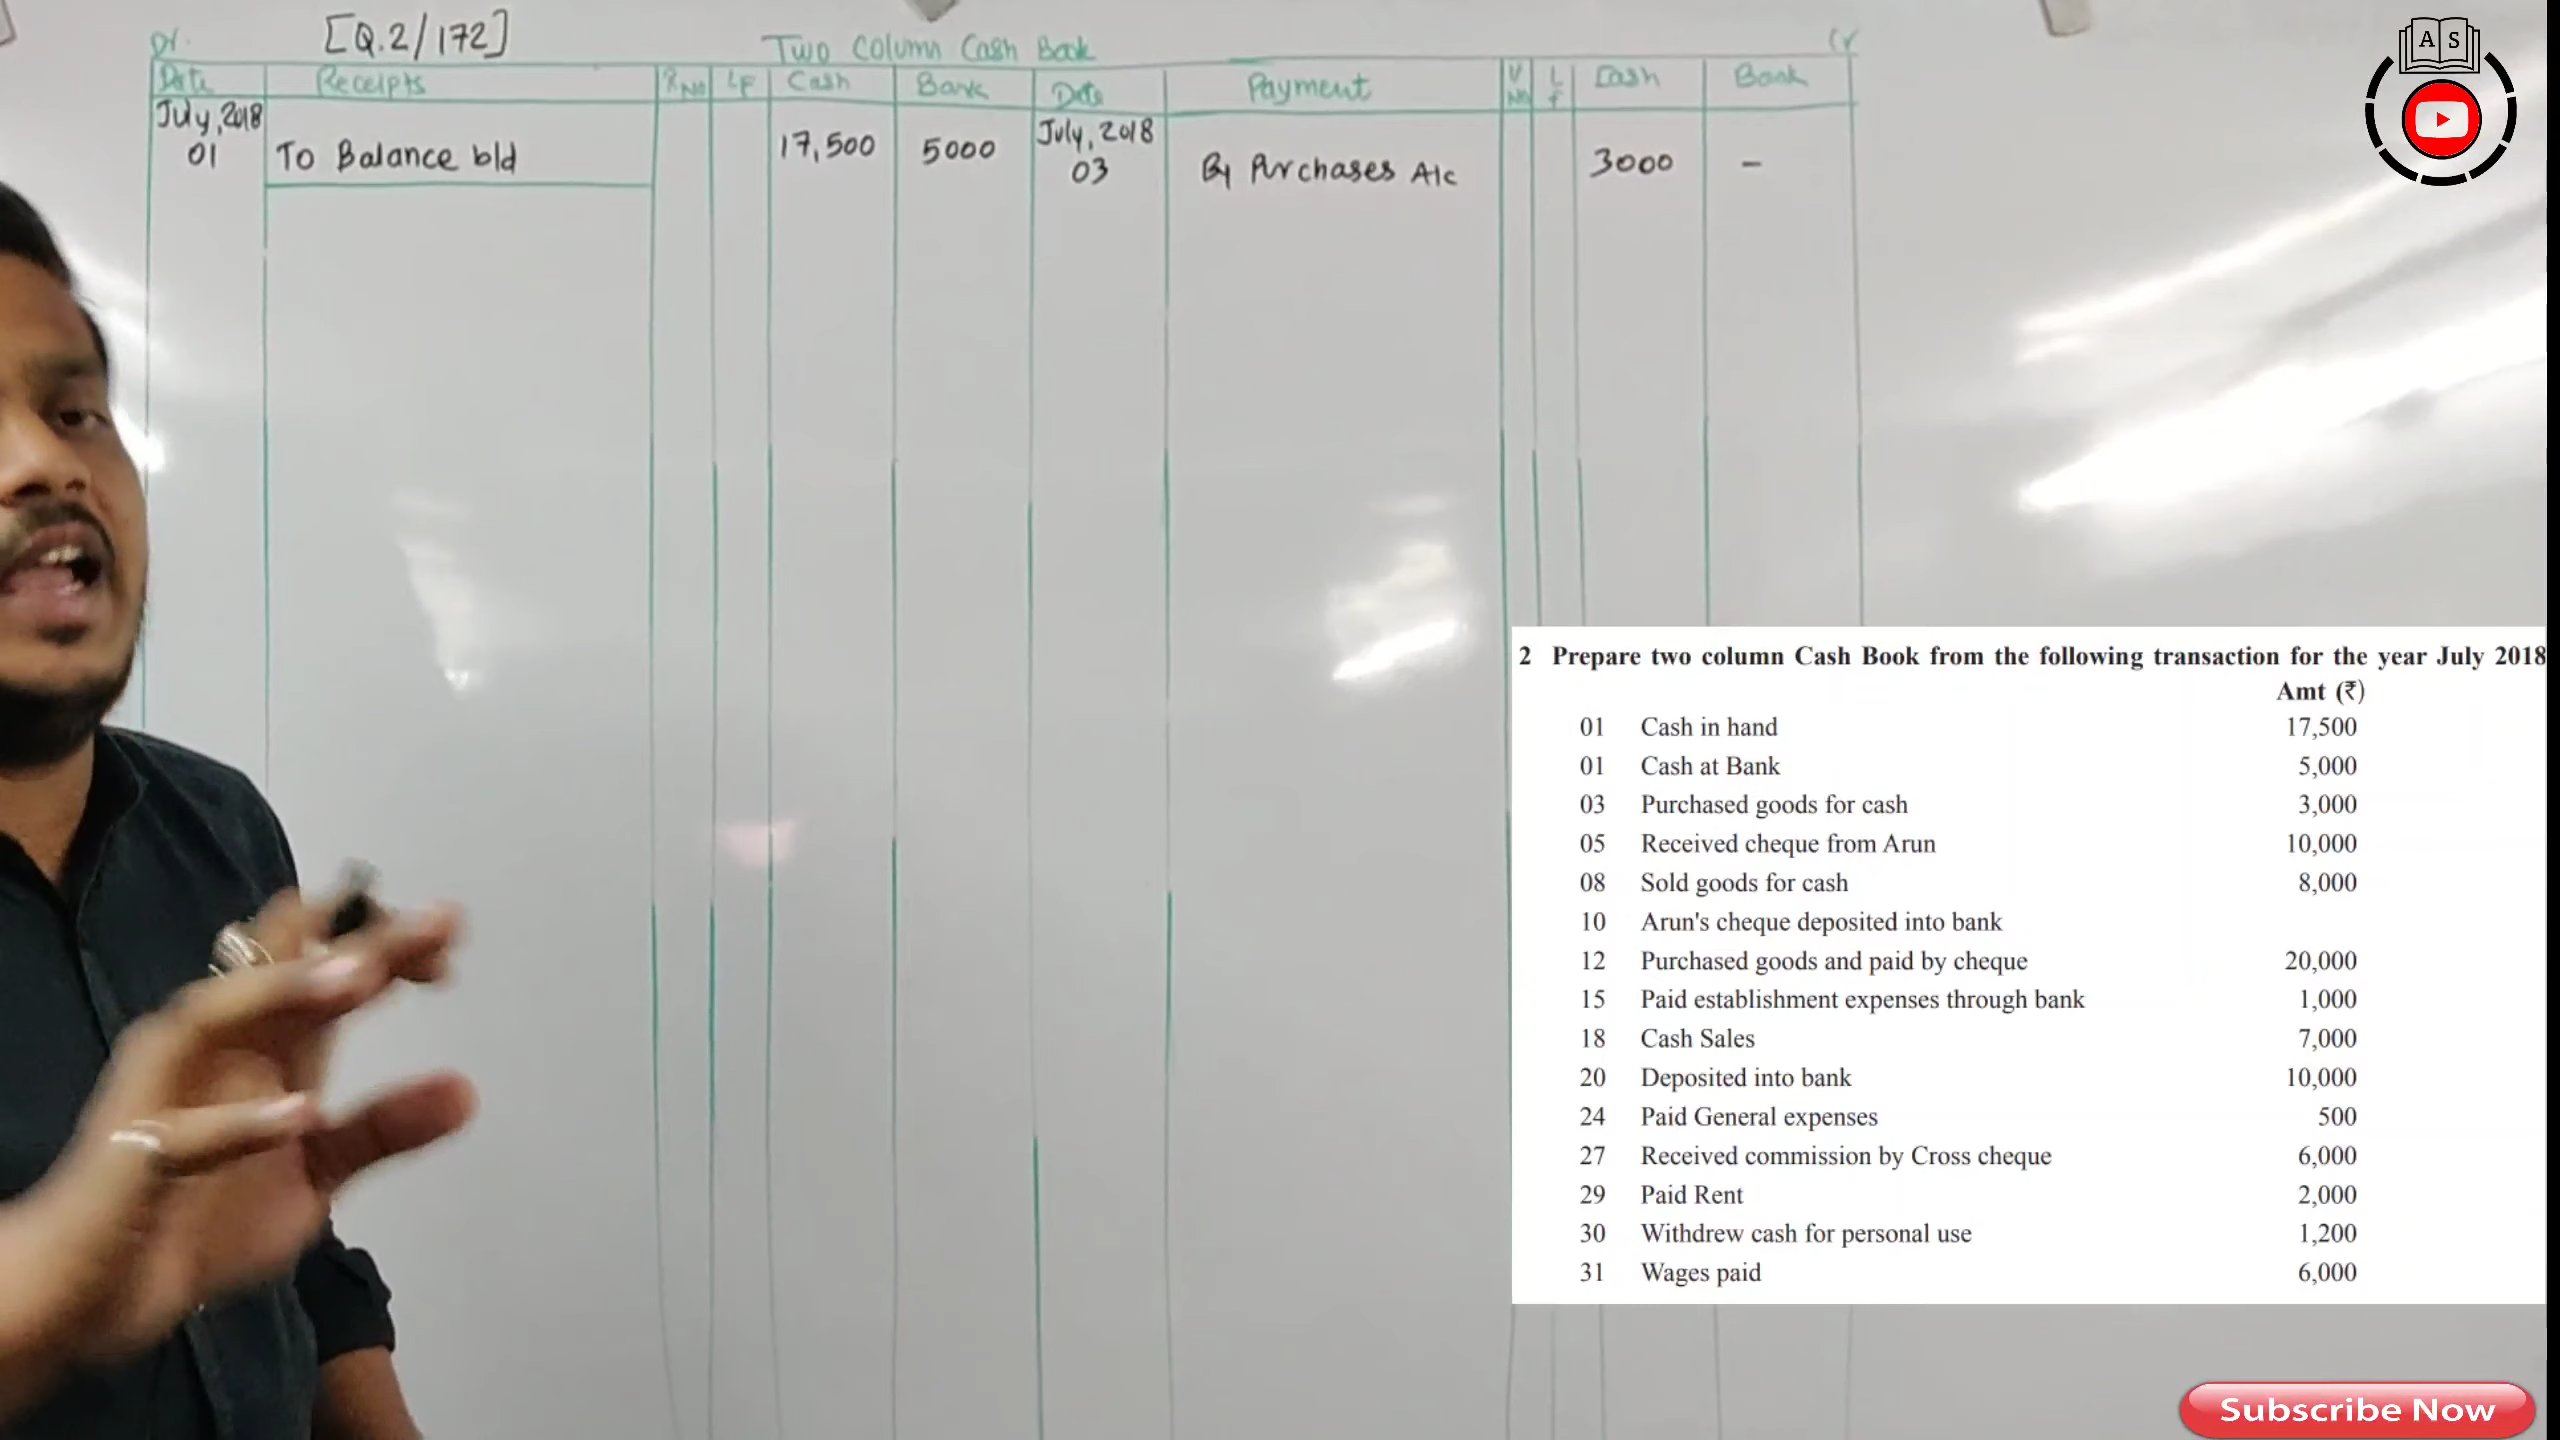 [Q.2/172]
Dr. Two Column Cash Book Cr
Date Receipts R No LF Cash Bank Date Payment V No LF Cash Bank
July, 2018 July, 2018
01 To Balance b/d 17,500 5000 03 By Purchases A/c 3000 –
A S
2 Prepare two column Cash Book from the following transaction for the year July 2018
Amt (₹)
01 Cash in hand 17,500
01 Cash at Bank 5,000
03 Purchased goods for cash 3,000
05 Received cheque from Arun 10,000
08 Sold goods for cash 8,000
10 Arun's cheque deposited into bank
12 Purchased goods and paid by cheque 20,000
15 Paid establishment expenses through bank 1,000
18 Cash Sales 7,000
20 Deposited into bank 10,000
24 Paid General expenses 500
27 Received commission by Cross cheque 6,000
29 Paid Rent 2,000
30 Withdrew cash for personal use 1,200
31 Wages paid 6,000
Subscribe Now